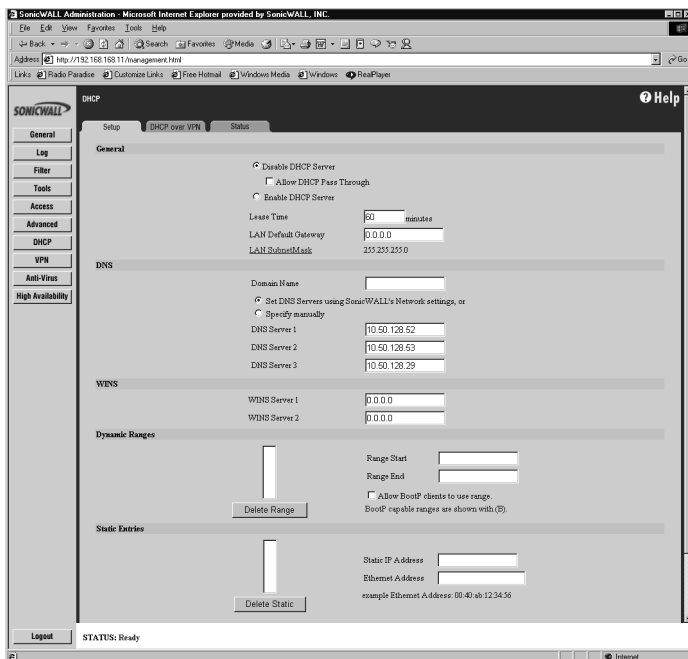 SonicWALL Administration - Microsoft Internet Explorer provided by SonicWALL, INC.
File Edit View Favorites Tools Help
Back Search Favorites Media
Address http://192.168.168.11/management.html Go
Links Radio Paradise Customize Links Free Hotmail Windows Media Windows RealPlayer
SONICWALL
DHCP
Help
Setup DHCP over VPN Status
General
Log
Filter
Tools
Access
Advanced
DHCP
VPN
Anti-Virus
High Availability
General
Disable DHCP Server
Allow DHCP Pass Through
Enable DHCP Server
Lease Time 60 minutes
LAN Default Gateway 0.0.0.0
LAN SubnetMask 255.255.255.0
DNS
Domain Name
Set DNS Servers using SonicWALL's Network settings, or
Specify manually
DNS Server 1 10.50.128.52
DNS Server 2 10.50.128.53
DNS Server 3 10.50.128.29
WINS
WINS Server 1 0.0.0.0
WINS Server 2 0.0.0.0
Dynamic Ranges
Range Start
Range End
Allow BootP clients to use range.
Delete Range BootP capable ranges are shown with (B).
Static Entries
Static IP Address
Ethernet Address
Delete Static example Ethernet Address: 00:40:ab:12:34:56
Logout STATUS: Ready
Internet